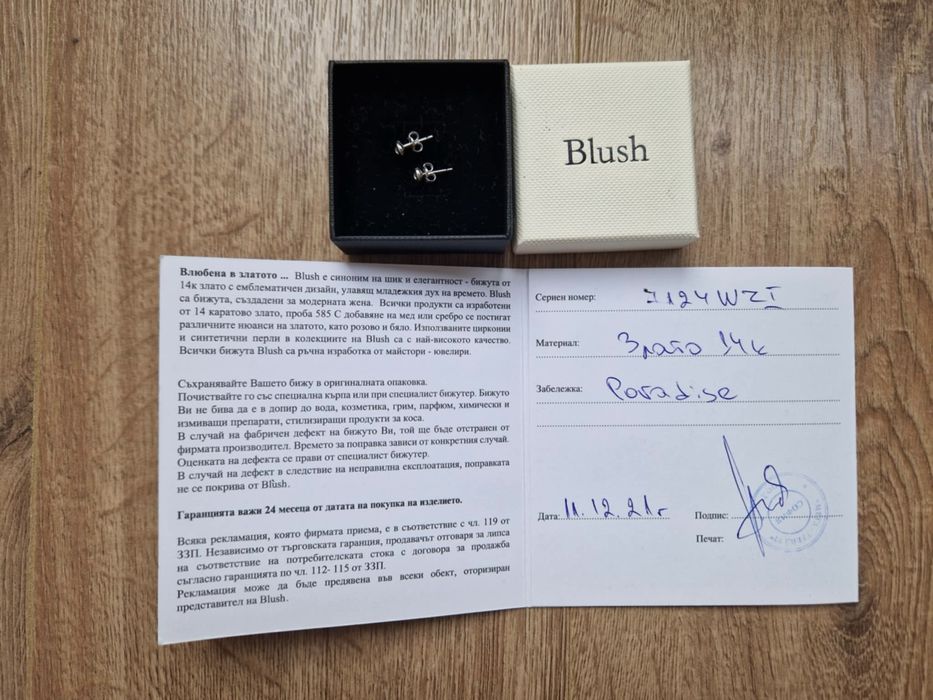 Blush
Влюбена в златото ... Blush е синоним на шик и елегантност - бижута от
14к злато с емблематичен дизайн, улавящ младежкия дух на времето. Blush
са бижута, създадени за модерната жена. Всички продукти са изработени
от 14 каратово злато, проба 585 С добавяне на мед или сребро се постигат
различните нюанси на златото, като розово и бяло. Използваните циркони
и синтетични перли в колекциите на Blush са с най-високото качество.
Всички бижута Blush са ръчна изработка от майстори - ювелири.
Съхранявайте Вашето бижу в оригиналната опаковка.
Почиствайте го със специална кърпа или при специалист бижутер. Бижуто
Ви не бива да е в допир до вода, козметика, грим, парфюм, химически и
измиващи препарати, стилизиращи продукти за коса.
В случай на фабричен дефект на бижуто Ви, той ще бъде отстранен от
фирмата производител. Времето за поправка зависи от конкретния случай.
Оценката на дефекта се прави от специалист бижутер.
В случай на дефект в следствие на неправилна експлоатация, поправката
не се покрива от Blush.
Гаранцията важи 24 месеца от датата на покупка на изделието.
Всяка рекламация, която фирмата приема, е в съответствие с чл. 119 от
ЗЗП. Независимо от търговската гаранция, продавачът отговаря за липса
на съответствие на потребителската стока с договора за продажба
съгласно гаранцията по чл. 112- 115 от ЗЗП.
Рекламация може да бъде предявена във всеки обект, оторизиран
представител на Blush.
Сериен номер: J124WZI
Материал: Злато 14к
Забележка: Paradise
Дата: 11.12.21г
Подпис:
Печат: